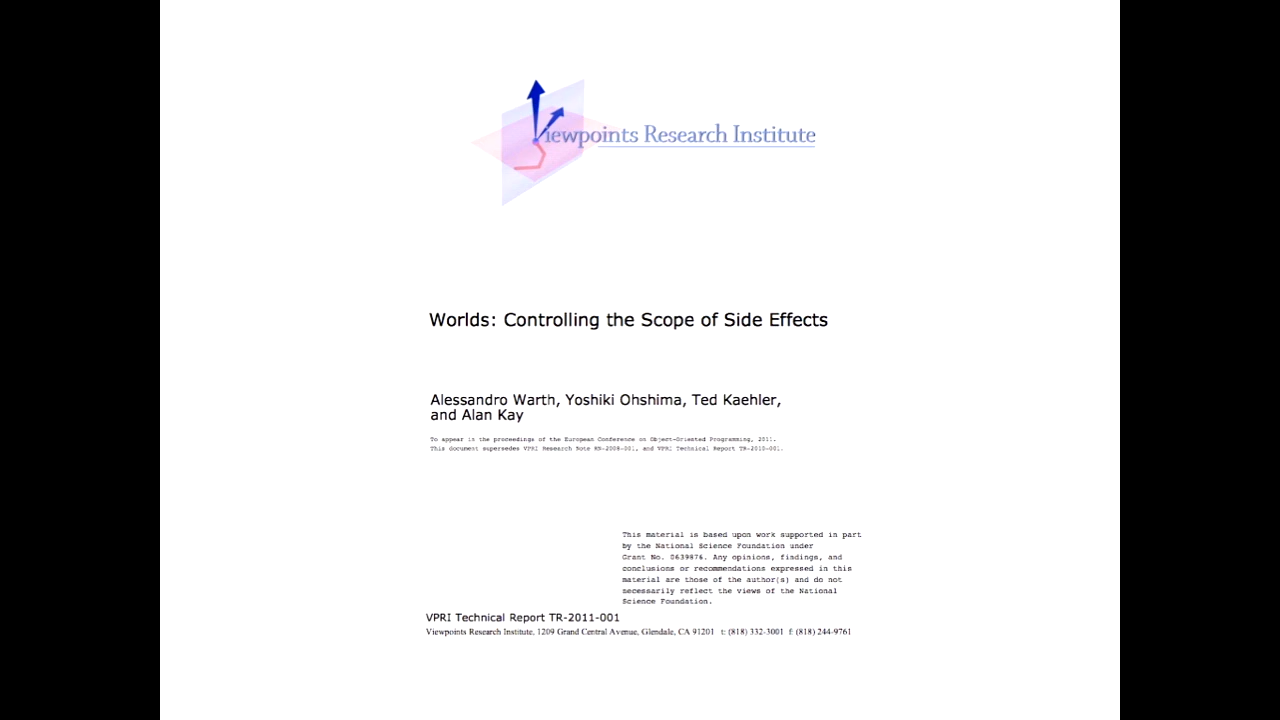 Viewpoints Research Institute
Worlds: Controlling the Scope of Side Effects
Alessandro Warth, Yoshiki Ohshima, Ted Kaehler,
and Alan Kay
To appear in the proceedings of the European Conference on Object-Oriented Programming, 2011.
This document supersedes VPRI Research Note RN-2008-001, and VPRI Technical Report TR-2010-001.
This material is based upon work supported in part
by the National Science Foundation under
Grant No. 0639876. Any opinions, findings, and
conclusions or recommendations expressed in this
material are those of the author(s) and do not
necessarily reflect the views of the National
Science Foundation.
VPRI Technical Report TR-2011-001
Viewpoints Research Institute, 1209 Grand Central Avenue, Glendale, CA 91201 t: (818) 332-3001 f: (818) 244-9761